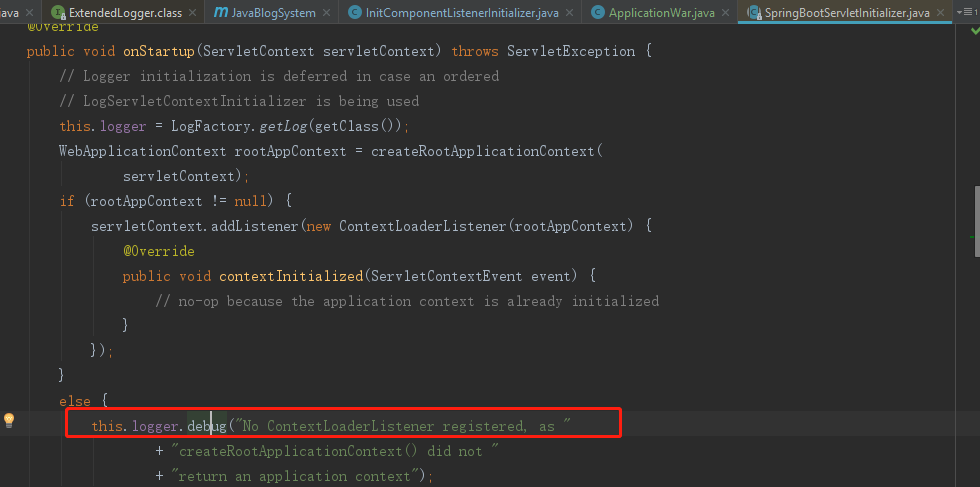 java ExtendedLogger.class JavaBlogSystem InitComponentListenerInitializer.java ApplicationWar.java SpringBootServletInitializer.java
@Override
public void onStartup(ServletContext servletContext) throws ServletException {
// Logger initialization is deferred in case an ordered
// LogServletContextInitializer is being used
this.logger = LogFactory.getLog(getClass());
WebApplicationContext rootAppContext = createRootApplicationContext(
servletContext);
if (rootAppContext != null) {
servletContext.addListener(new ContextLoaderListener(rootAppContext) {
@Override
public void contextInitialized(ServletContextEvent event) {
// no-op because the application context is already initialized
}
});
}
else {
this.logger.debug("No ContextLoaderListener registered, as "
+ "createRootApplicationContext() did not "
+ "return an application context");